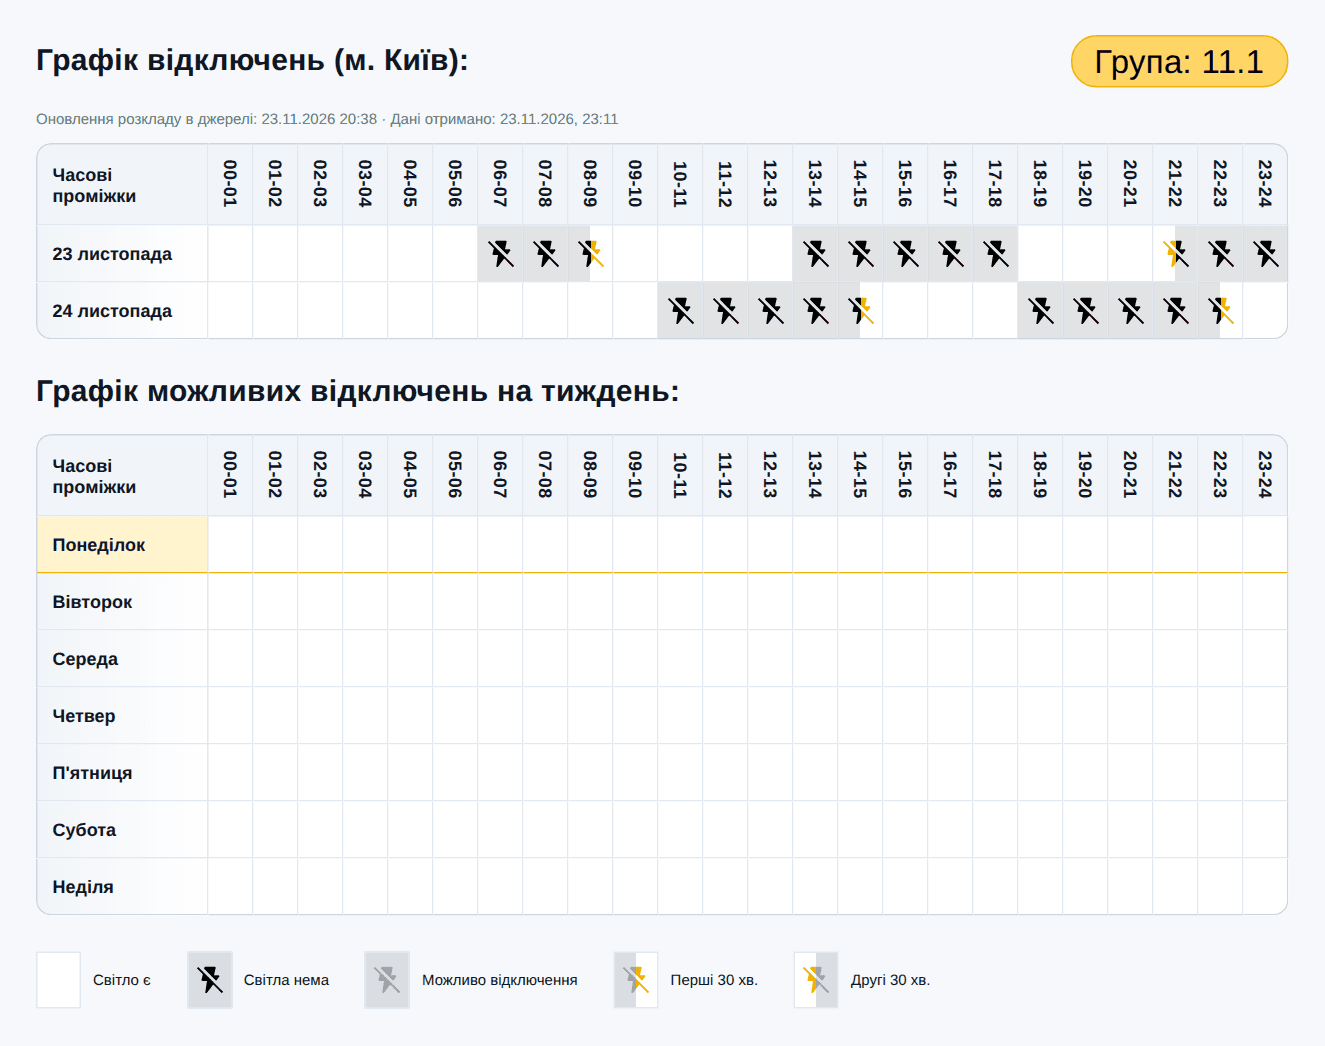 Графік відключень (м. Київ):
Група: 11.1
Оновлення розкладу в джерелі: 23.11.2026 20:38 · Дані отримано: 23.11.2026, 23:11
Часові
проміжки
00-01 01-02 02-03 03-04 04-05 05-06 06-07 07-08 08-09 09-10 10-11 11-12 12-13 13-14 14-15 15-16 16-17 17-18 18-19 19-20 20-21 21-22 22-23 23-24
23 листопада
24 листопада
Графік можливих відключень на тиждень:
Часові
проміжки
00-01 01-02 02-03 03-04 04-05 05-06 06-07 07-08 08-09 09-10 10-11 11-12 12-13 13-14 14-15 15-16 16-17 17-18 18-19 19-20 20-21 21-22 22-23 23-24
Понеділок
Вівторок
Середа
Четвер
П'ятниця
Субота
Неділя
Світло є
Світла нема
Можливо відключення
Перші 30 хв.
Другі 30 хв.